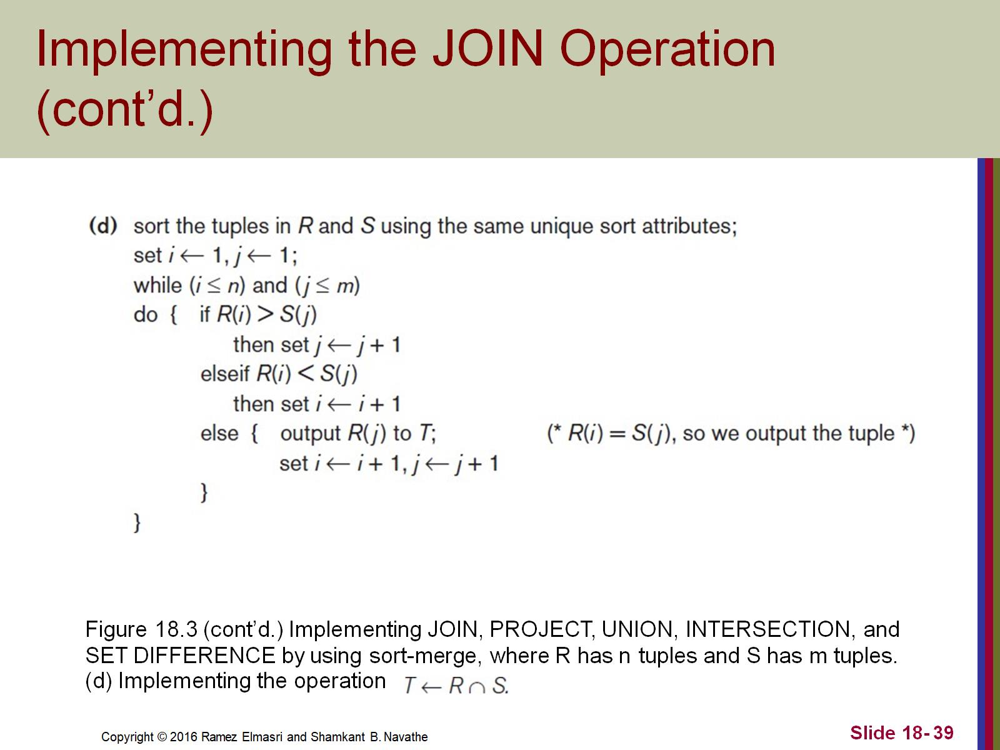 Implementing the JOIN Operation
(cont’d.)
(d) sort the tuples in R and S using the same unique sort attributes;
set i ← 1, j ← 1;
while (i ≤ n) and (j ≤ m)
do { if R(i) > S(j)
then set j ← j + 1
elseif R(i) < S(j)
then set i ← i + 1
else { output R(j) to T; (* R(i) = S(j), so we output the tuple *)
set i ← i + 1, j ← j + 1
}
}
Figure 18.3 (cont’d.) Implementing JOIN, PROJECT, UNION, INTERSECTION, and
SET DIFFERENCE by using sort-merge, where R has n tuples and S has m tuples.
(d) Implementing the operation T ← R ∩ S.
Copyright © 2016 Ramez Elmasri and Shamkant B. Navathe
Slide 18- 39